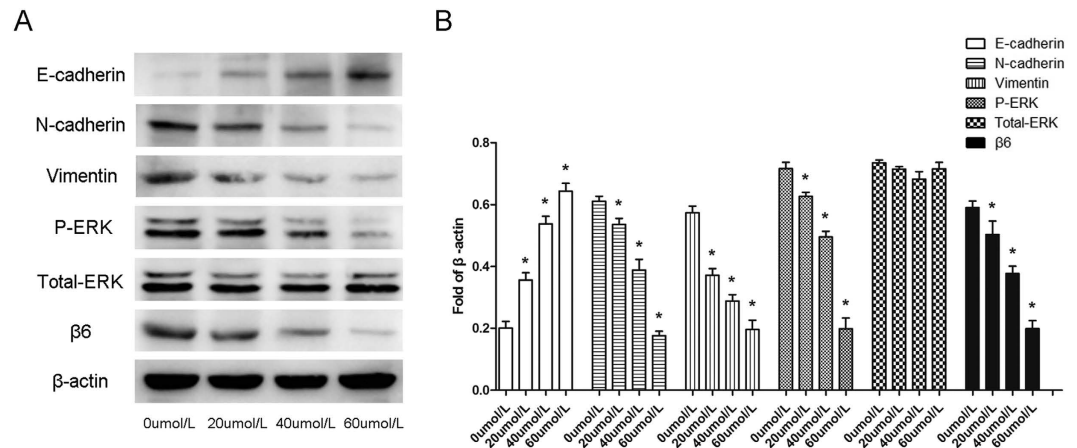 A
E-cadherin
N-cadherin
Vimentin
P-ERK
Total-ERK
β6
β-actin
0umol/L 20umol/L 40umol/L 60umol/L
B
E-cadherin
N-cadherin
Vimentin
P-ERK
Total-ERK
β6
Fold of β -actin
0.8
0.6
0.4
0.2
0.0
* * * * * * * * * * * * * * *
0umol/L 20umol/L 40umol/L 60umol/L 0umol/L 20umol/L 40umol/L 60umol/L 0umol/L 20umol/L 40umol/L 60umol/L 0umol/L 20umol/L 40umol/L 60umol/L 0umol/L 20umol/L 40umol/L 60umol/L 0umol/L 20umol/L 40umol/L 60umol/L